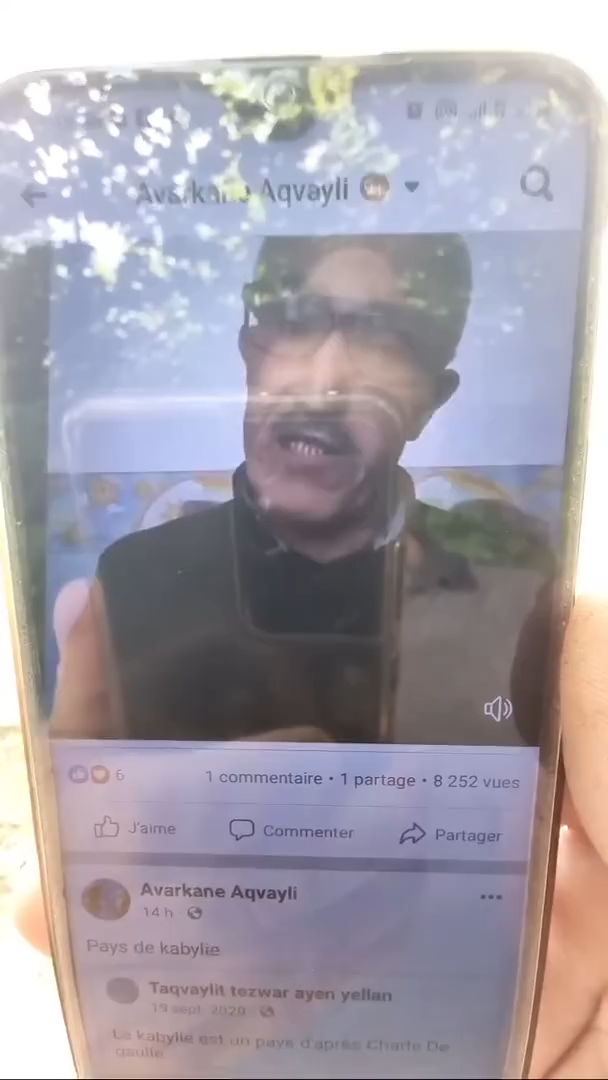 Avarkane Aqvayli
6
1 commentaire • 1 partage • 8 252 vues
J'aime
Commenter
Partager
Avarkane Aqvayli
14 h
Pays de kabylie
Taqvaylit tezwar ayen yellan
19 sept. 2020
La kabylie est un pays d'après Charle De
gaulle